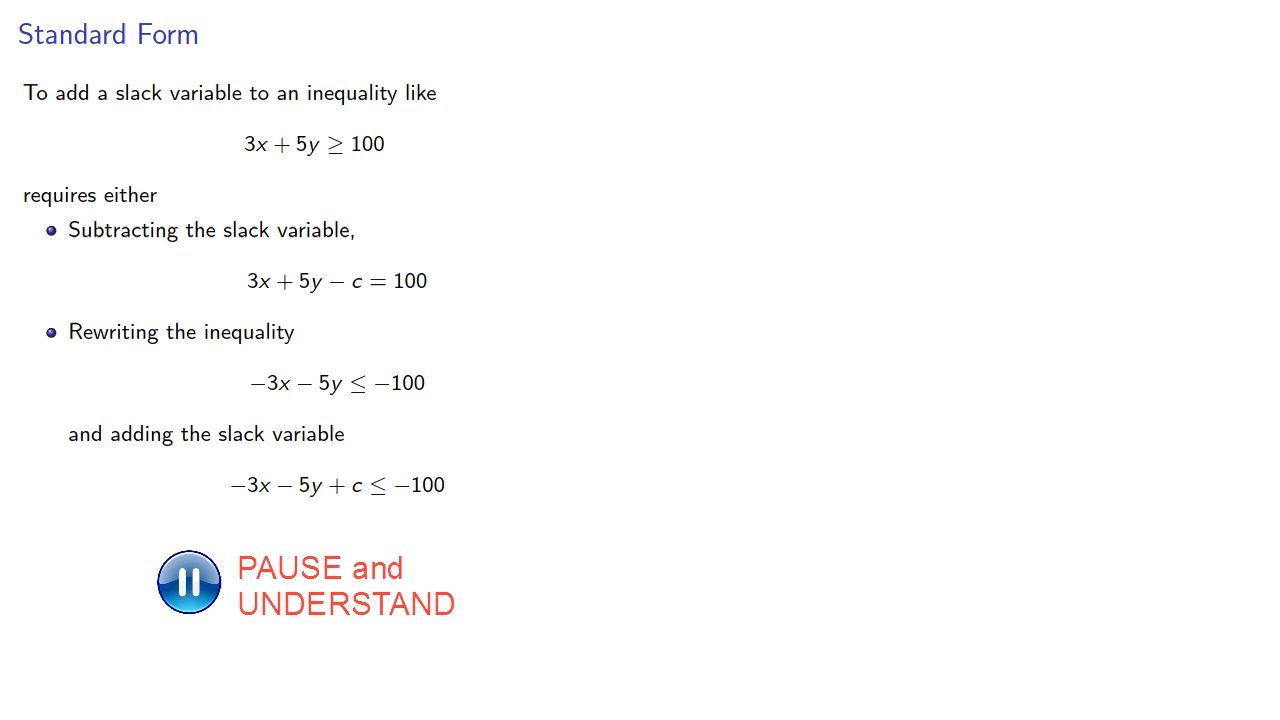 Standard Form
To add a slack variable to an inequality like
3x + 5y ≥ 100
requires either
Subtracting the slack variable,
3x + 5y − c = 100
Rewriting the inequality
−3x − 5y ≤ −100
and adding the slack variable
−3x − 5y + c ≤ −100
PAUSE and
UNDERSTAND